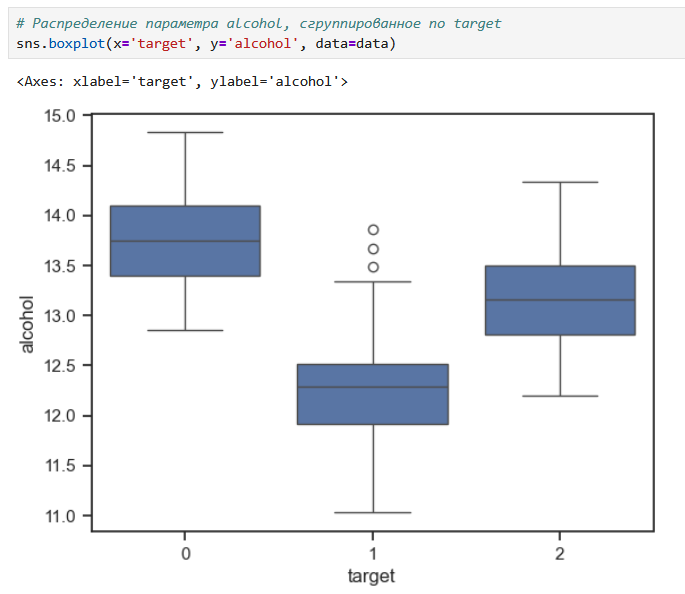 # Распределение параметра alcohol, сгруппированное по target
sns.boxplot(x='target', y='alcohol', data=data)
<Axes: xlabel='target', ylabel='alcohol'>
15.0
14.5
14.0
13.5
13.0
12.5
12.0
11.5
11.0
alcohol
0 1 2
target